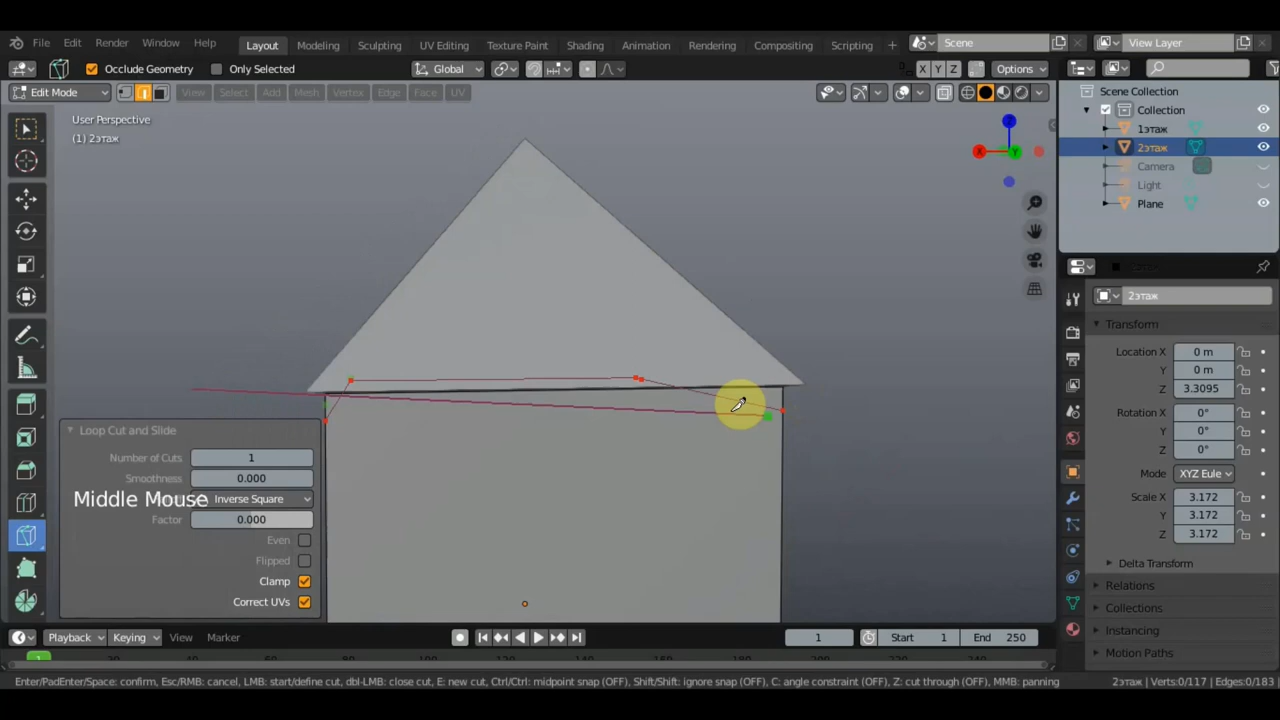 File Edit Render Window Help Layout Modeling Sculpting UV Editing Texture Paint Shading Animation Rendering Compositing Scripting + Scene View Layer
Occlude Geometry Only Selected Global X Y Z Options
Edit Mode View Select Add Mesh Vertex Edge Face UV
User Perspective
(1) 2этаж
Z
X Y
Scene Collection
Collection
1этаж
2этаж
Camera
Light
Plane
2этаж
Transform
Location X 0 m
Y 0 m
Z 3.3095
Rotation X 0°
Y 0°
Z 0°
Mode XYZ Eule
Scale X 3.172
Y 3.172
Z 3.172
Delta Transform
Relations
Collections
Instancing
Motion Paths
Loop Cut and Slide
Number of Cuts 1
Smoothness 0.000
Middle Mouse Inverse Square
Factor 0.000
Even
Flipped
Clamp
Correct UVs
Playback Keying View Marker 1 Start 1 End 250
Enter/PadEnter/Space: confirm, Esc/RMB: cancel, LMB: start/define cut, dbl-LMB: close cut, E: new cut, Ctrl/Ctrl: midpoint snap (OFF), Shift/Shift: ignore snap (OFF), C: angle constraint (OFF), Z: cut through (OFF), MMB: panning 2этаж | Verts:0/117 | Edges:0/183